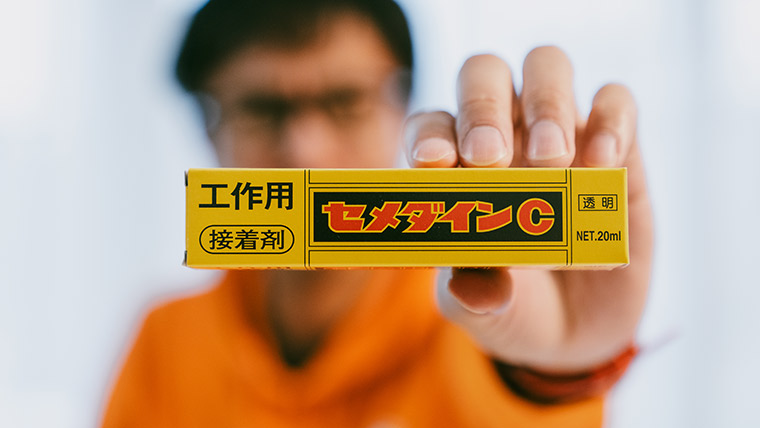 工作用
接着剤
セメダインC
透明
NET.20ml